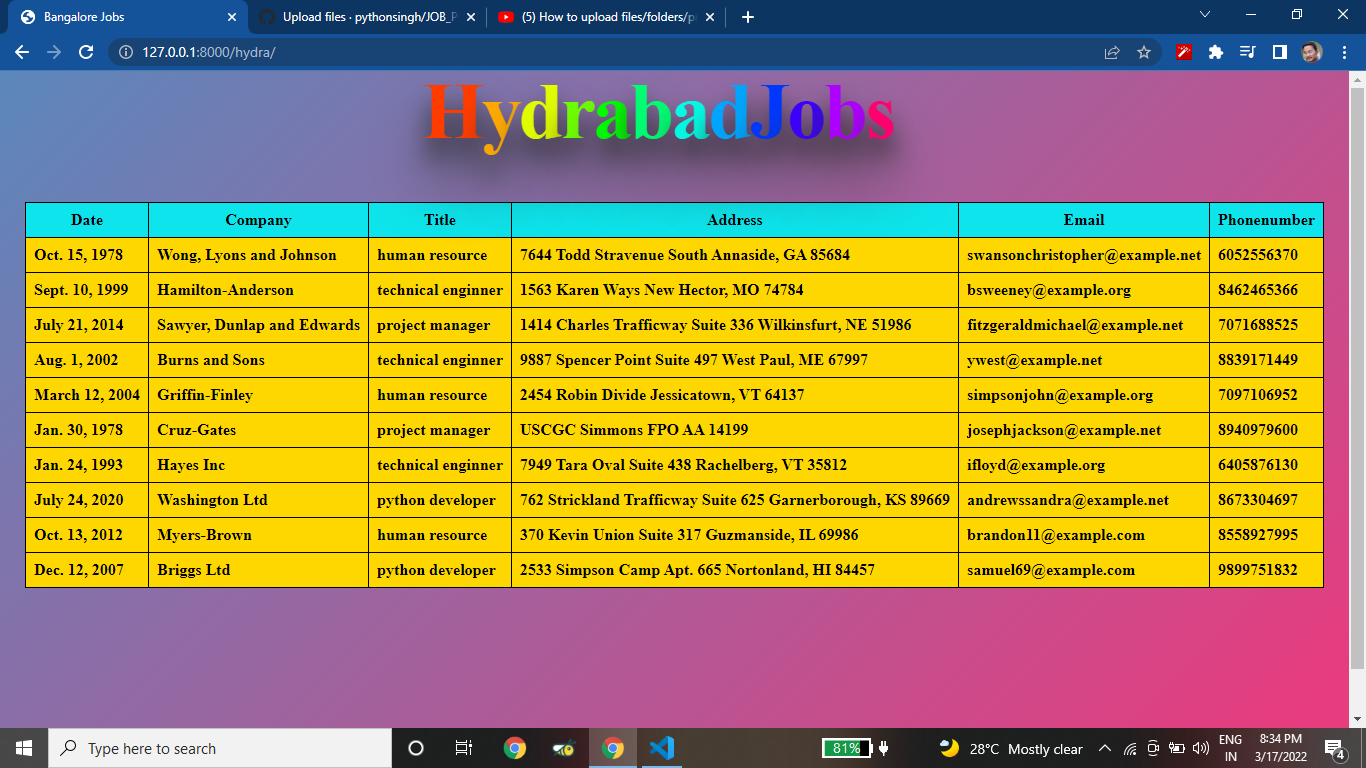 Bangalore Jobs
Upload files · pythonsingh/JOB_P
(5) How to upload files/folders/p
127.0.0.1:8000/hydra/
HydrabadJobs
Date Company Title Address Email Phonenumber
Oct. 15, 1978 Wong, Lyons and Johnson human resource 7644 Todd Stravenue South Annaside, GA 85684 swansonchristopher@example.net 6052556370
Sept. 10, 1999 Hamilton-Anderson technical enginner 1563 Karen Ways New Hector, MO 74784 bsweeney@example.org 8462465366
July 21, 2014 Sawyer, Dunlap and Edwards project manager 1414 Charles Trafficway Suite 336 Wilkinsfurt, NE 51986 fitzgeraldmichael@example.net 7071688525
Aug. 1, 2002 Burns and Sons technical enginner 9887 Spencer Point Suite 497 West Paul, ME 67997 ywest@example.net 8839171449
March 12, 2004 Griffin-Finley human resource 2454 Robin Divide Jessicatown, VT 64137 simpsonjohn@example.org 7097106952
Jan. 30, 1978 Cruz-Gates project manager USCGC Simmons FPO AA 14199 josephjackson@example.net 8940979600
Jan. 24, 1993 Hayes Inc technical enginner 7949 Tara Oval Suite 438 Rachelberg, VT 35812 ifloyd@example.org 6405876130
July 24, 2020 Washington Ltd python developer 762 Strickland Trafficway Suite 625 Garnerborough, KS 89669 andrewssandra@example.net 8673304697
Oct. 13, 2012 Myers-Brown human resource 370 Kevin Union Suite 317 Guzmanside, IL 69986 brandon11@example.com 8558927995
Dec. 12, 2007 Briggs Ltd python developer 2533 Simpson Camp Apt. 665 Nortonland, HI 84457 samuel69@example.com 9899751832
Type here to search
81%
28°C Mostly clear
ENG
IN
8:34 PM
3/17/2022
4